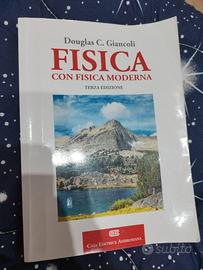 Douglas C. Giancoli
FISICA
CON FISICA MODERNA
TERZA EDIZIONE
CEA
CASA EDITRICE AMBROSIANA
subito